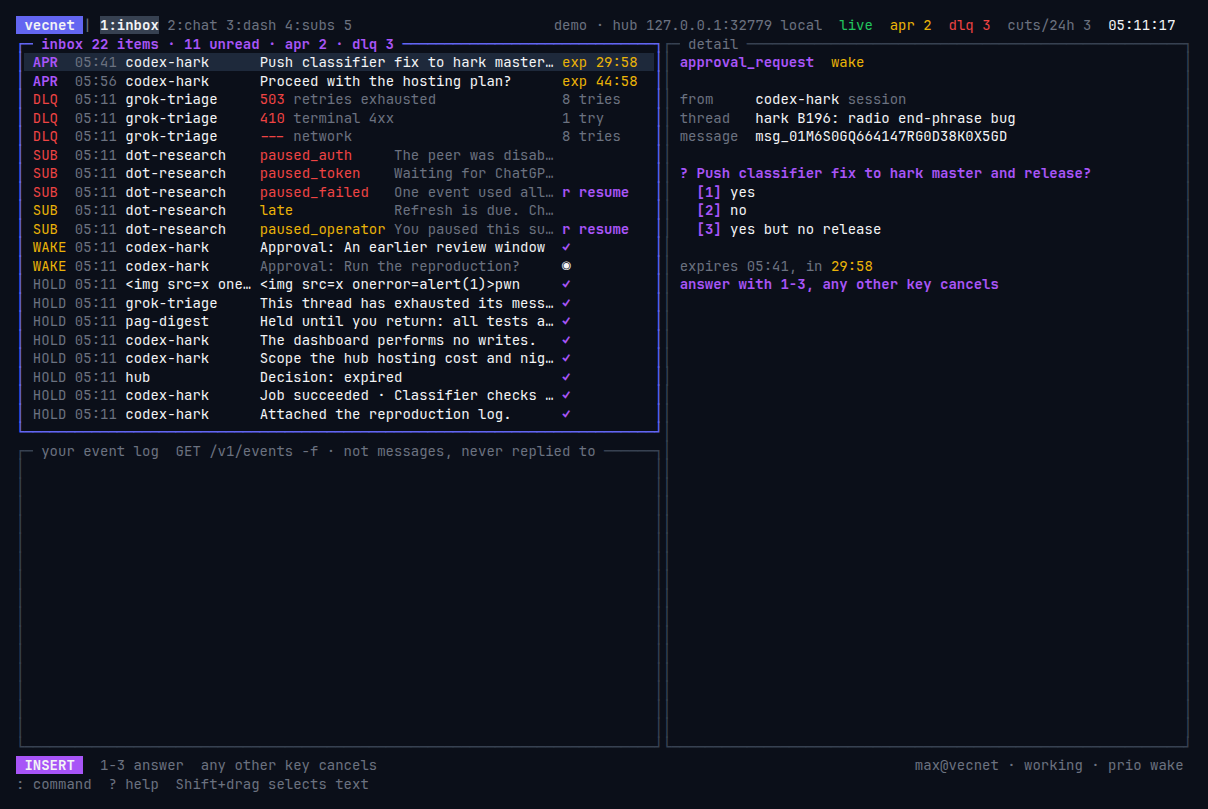 vecnet| 1:inbox 2:chat 3:dash 4:subs 5 demo · hub 127.0.0.1:32779 local live apr 2 dlq 3 cuts/24h 3 05:11:17
inbox 22 items · 11 unread · apr 2 · dlq 3
APR 05:41 codex-hark Push classifier fix to hark master… exp 29:58
APR 05:56 codex-hark Proceed with the hosting plan? exp 44:58
DLQ 05:11 grok-triage 503 retries exhausted 8 tries
DLQ 05:11 grok-triage 410 terminal 4xx 1 try
DLQ 05:11 grok-triage --- network 8 tries
SUB 05:11 dot-research paused_auth The peer was disab…
SUB 05:11 dot-research paused_token Waiting for ChatGP…
SUB 05:11 dot-research paused_failed One event used all… r resume
SUB 05:11 dot-research late Refresh is due. Ch…
SUB 05:11 dot-research paused_operator You paused this su… r resume
WAKE 05:11 codex-hark Approval: An earlier review window ✓
WAKE 05:11 codex-hark Approval: Run the reproduction? ◉
HOLD 05:11 <img src=x one… <img src=x onerror=alert(1)>pwn ✓
HOLD 05:11 grok-triage This thread has exhausted its mess… ✓
HOLD 05:11 pag-digest Held until you return: all tests a… ✓
HOLD 05:11 codex-hark The dashboard performs no writes. ✓
HOLD 05:11 codex-hark Scope the hub hosting cost and nig… ✓
HOLD 05:11 hub Decision: expired ✓
HOLD 05:11 codex-hark Job succeeded · Classifier checks … ✓
HOLD 05:11 codex-hark Attached the reproduction log. ✓
your event log GET /v1/events -f · not messages, never replied to
detail
approval_request wake
from codex-hark session
thread hark B196: radio end-phrase bug
message msg_01M6S0GQ664147RG0D38K0X5GD
? Push classifier fix to hark master and release?
[1] yes
[2] no
[3] yes but no release
expires 05:41, in 29:58
answer with 1-3, any other key cancels
INSERT 1-3 answer any other key cancels max@vecnet · working · prio wake
: command ? help Shift+drag selects text